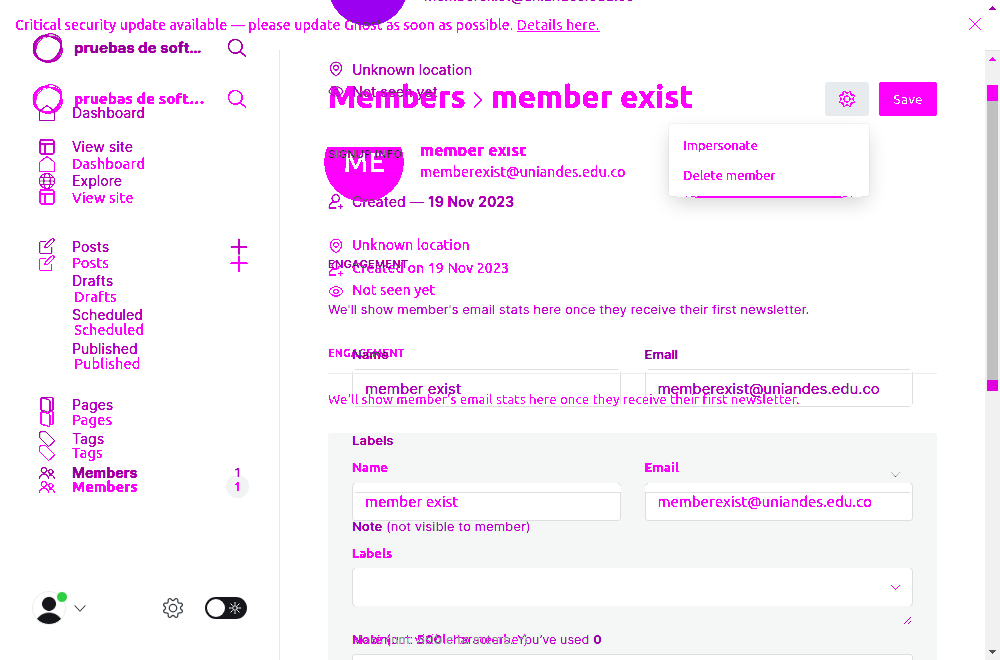 memberexist@uniandes.edu.co
Critical security update available — please update Ghost as soon as possible. Details here.
pruebas de soft...
pruebas de soft...
Dashboard
View site
Dashboard
Explore
View site
Posts
Posts
Drafts
Drafts
Scheduled
Scheduled
Published
Published
Pages
Pages
Tags
Tags
Members 1
Members 1
Unknown location
Not seen yet
Members > member exist
Save
Impersonate
Delete member
SIGNUP INFO
ME
member exist
memberexist@uniandes.edu.co
Created — 19 Nov 2023
Unknown location
ENGAGEMENT
Created on 19 Nov 2023
Not seen yet
We'll show member's email stats here once they receive their first newsletter.
ENGAGEMENT
Name Email
member exist memberexist@uniandes.edu.co
We'll show member's email stats here once they receive their first newsletter.
Labels
Name Email
member exist memberexist@uniandes.edu.co
Note (not visible to member)
Labels
500 You've used 0